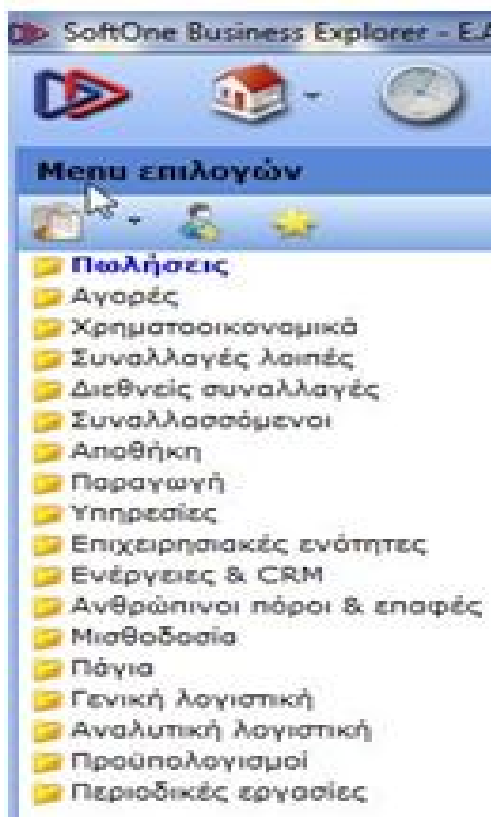 SoftOne Business Explorer - E.A
Menu επιλογών
Πωλήσεις
Αγορές
Χρηματοοικονομικά
Συναλλαγές λοιπές
Διεθνείς συναλλαγές
Συναλλασσόμενοι
Αποθήκη
Παραγωγή
Υπηρεσίες
Επιχειρησιακές ενότητες
Ενέργειες & CRM
Ανθρώπινοι πόροι & επαφές
Μισθοδοσία
Πάγια
Γενική λογιστική
Αναλυτική λογιστική
Προϋπολογισμοί
Περιοδικές εργασίες